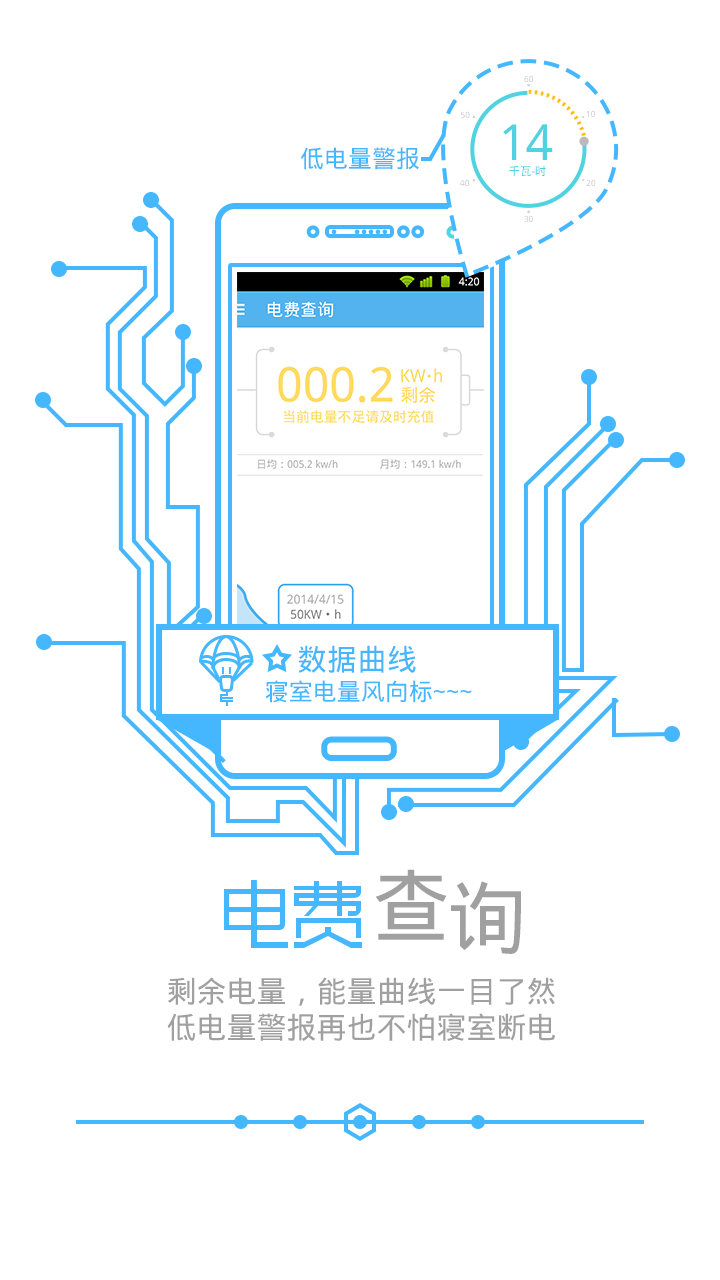 60
50
10
14
千瓦-时
40
20
30
低电量警报
4:20
电费查询
000.2
KW·h
剩余
当前电量不足请及时充值
日均：005.2 kw/h
月均：149.1 kw/h
2014/4/15
50KW·h
数据曲线
寝室电量风向标~~~
电费查询
剩余电量，能量曲线一目了然
低电量警报再也不怕寝室断电